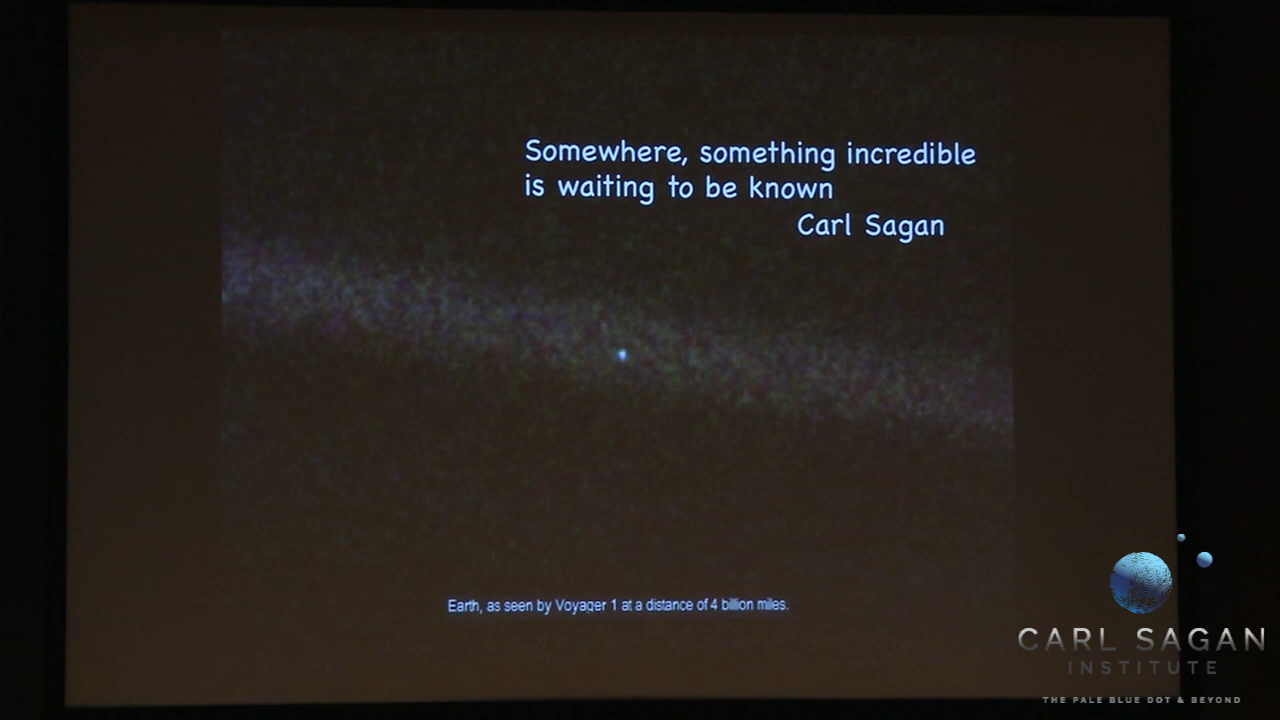 Somewhere, something incredible
is waiting to be known
Carl Sagan
Earth, as seen by Voyager 1 at a distance of 4 billion miles.
CARL SAGAN
INSTITUTE
THE PALE BLUE DOT & BEYOND